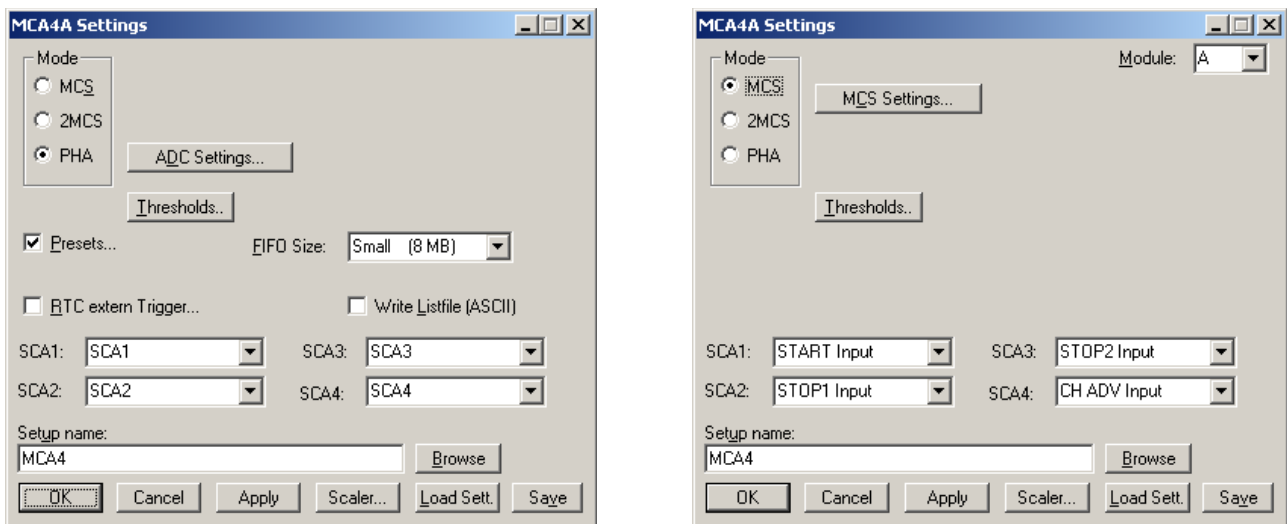 MCA4A Settings
Mode
MCS
2MCS
PHA
ADC Settings...
Thresholds..
Presets...
FIFO Size:
Small (8 MB)
RTC extern Trigger...
Write Listfile (ASCII)
SCA1:
SCA1
SCA3:
SCA3
SCA2:
SCA2
SCA4:
SCA4
Setup name:
MCA4
Browse
OK
Cancel
Apply
Scaler...
Load Sett.
Save
MCA4A Settings
Mode
Module:
A
MCS
MCS Settings...
2MCS
PHA
Thresholds..
SCA1:
START Input
SCA3:
STOP2 Input
SCA2:
STOP1 Input
SCA4:
CH ADV Input
Setup name:
MCA4
Browse
OK
Cancel
Apply
Scaler...
Load Sett.
Save